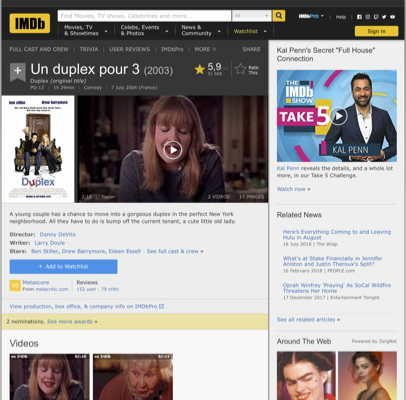 IMDb
Find Movies, TV shows, Celebrities and more...
All
IMDbPro
Help
Movies, TV & Showtimes
Celebs, Events & Photos
News & Community
Watchlist
Sign in
FULL CAST AND CREW | TRIVIA | USER REVIEWS | IMDbPro | MORE
SHARE
Un duplex pour 3 (2003)
Duplex (original title)
PG-13 | 1h 29min | Comedy | 7 July 2004 (France)
5,9
Rate This
ben stiller drew barrymore
Duplex
2:10 | Trailer
2 VIDEOS | 17 IMAGES
A young couple has a chance to move into a gorgeous duplex in the perfect New York
neighborhood. All they have to do is bump off the current tenant, a cute little old lady.
Director: Danny DeVito
Writer: Larry Doyle
Stars: Ben Stiller, Drew Barrymore, Eileen Essell | See full cast & crew »
+ Add to Watchlist
Metascore
From metacritic.com
Reviews
152 user | 79 critic
View production, box office, & company info on IMDbPro
2 nominations. See more awards »
Videos
Kal Penn's Secret "Full House"
Connection
THE IMDb Show
TAKE 5
KAL PENN
Kal Penn reveals the details, and a whole lot
more, in our Take 5 Challenge.
Watch now »
Related News
Here's Everything Coming to and Leaving
Hulu in August
18 July 2018 | The Wrap
What's at Stake Financially in Jennifer
Aniston and Justin Theroux's Split?
16 February 2018 | PEOPLE.com
Oprah Winfrey 'Praying' As SoCal Wildfire
Threatens Her Home
17 December 2017 | Entertainment Tonight
See all related articles »
Around The Web
Powered by ZergNet